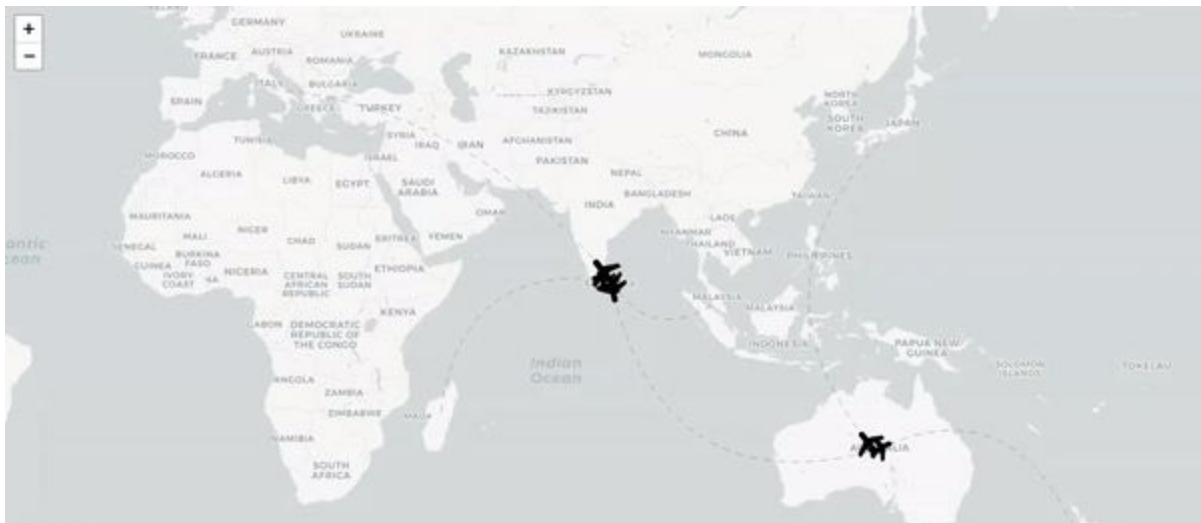 +
−
GERMANY
UKRAINE
FRANCE
AUSTRIA
ROMANIA
ITALY
BULGARIA
SPAIN
GREECE
TURKEY
KAZAKHSTAN
MONGOLIA
KYRGYZSTAN
TAJIKISTAN
NORTH
KOREA
SOUTH
KOREA
JAPAN
CHINA
TUNISIA
SYRIA
IRAQ
IRAN
AFGHANISTAN
ISRAEL
PAKISTAN
MOROCCO
ALGERIA
LIBYA
EGYPT
SAUDI
ARABIA
NEPAL
BANGLADESH
TAIWAN
INDIA
OMAN
MAURITANIA
MALI
NIGER
CHAD
SUDAN
ERITREA
YEMEN
LAOS
MYANMAR
THAILAND
VIETNAM
PHILIPPINES
antic
cean
SENEGAL
BURKINA
FASO
GUINEA
IVORY
COAST
NA
NIGERIA
CENTRAL
AFRICAN
REPUBLIC
SOUTH
SUDAN
ETHIOPIA
KENYA
MALAYSIA
MALAYSIA
GABON
DEMOCRATIC
REPUBLIC OF
THE CONGO
INDONESIA
PAPUA NEW
GUINEA
SOLOMON
ISLANDS
TOKELAU
Indian
Ocean
ANGOLA
ZAMBIA
ZIMBABWE
NAMIBIA
SOUTH
AFRICA